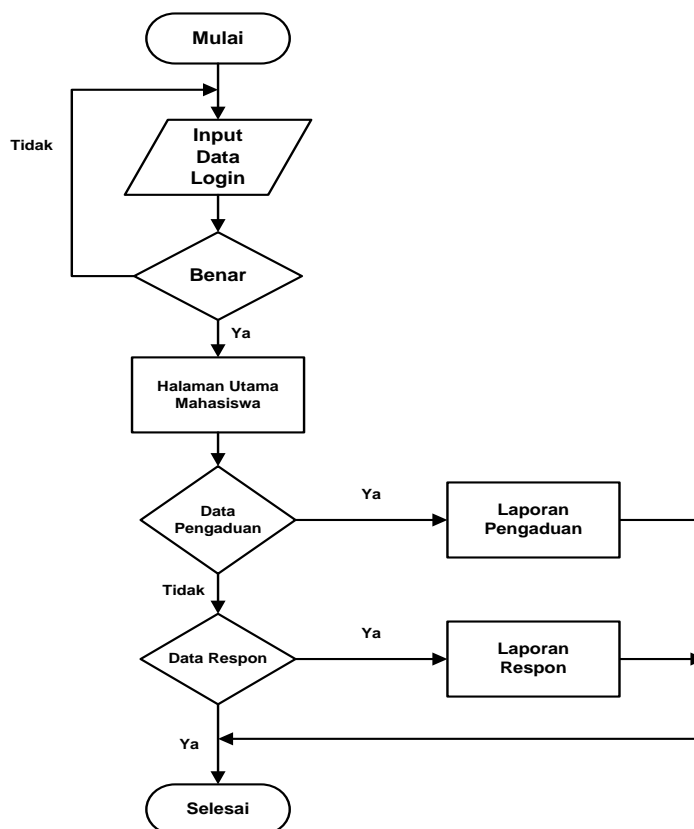 Mulai
Tidak
Input
Data
Login
Benar
Ya
Halaman Utama
Mahasiswa
Data
Pengaduan
Ya
Laporan
Pengaduan
Tidak
Data Respon
Ya
Laporan
Respon
Ya
Selesai